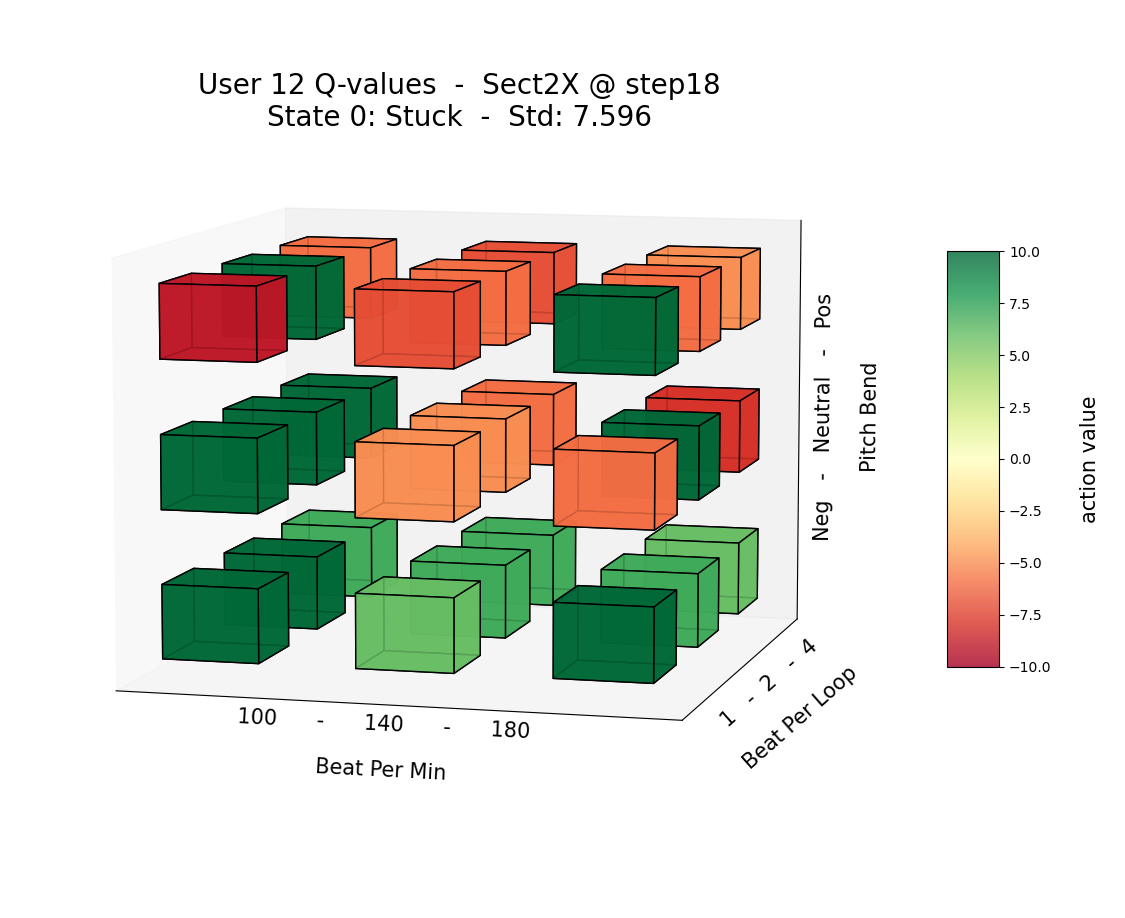 User 12 Q-values  -  Sect2X @ step18
State 0: Stuck  -  Std: 7.596
Neg  -  Neutral  -  Pos
Pitch Bend
100  -  140  -  180
Beat Per Min
1  -  2  -  4
Beat Per Loop
10.0
7.5
5.0
2.5
0.0
−2.5
−5.0
−7.5
−10.0
action value